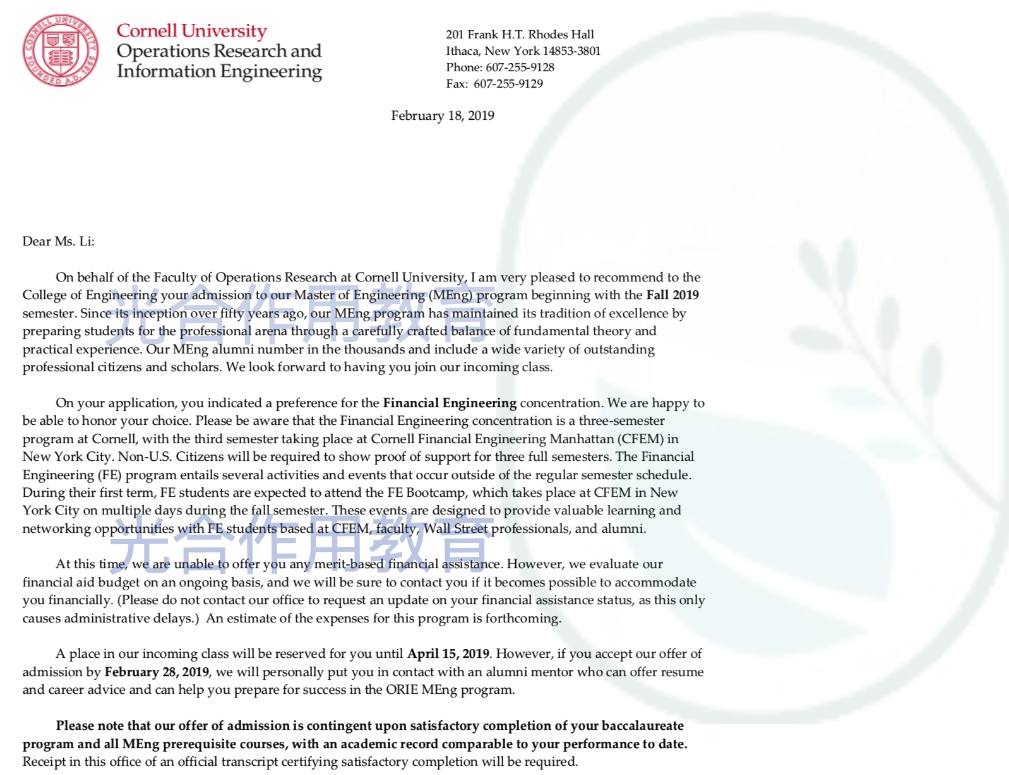 Cornell University
Operations Research and
Information Engineering
201 Frank H.T. Rhodes Hall
Ithaca, New York 14853-3801
Phone: 607-255-9128
Fax: 607-255-9129
February 18, 2019
Dear Ms. Li:
On behalf of the Faculty of Operations Research at Cornell University, I am very pleased to recommend to the
College of Engineering your admission to our Master of Engineering (MEng) program beginning with the Fall 2019
semester. Since its inception over fifty years ago, our MEng program has maintained its tradition of excellence by
preparing students for the professional arena through a carefully crafted balance of fundamental theory and
practical experience. Our MEng alumni number in the thousands and include a wide variety of outstanding
professional citizens and scholars. We look forward to having you join our incoming class.
光合作用教育
On your application, you indicated a preference for the Financial Engineering concentration. We are happy to
be able to honor your choice. Please be aware that the Financial Engineering concentration is a three-semester
program at Cornell, with the third semester taking place at Cornell Financial Engineering Manhattan (CFEM) in
New York City. Non-U.S. Citizens will be required to show proof of support for three full semesters. The Financial
Engineering (FE) program entails several activities and events that occur outside of the regular semester schedule.
During their first term, FE students are expected to attend the FE Bootcamp, which takes place at CFEM in New
York City on multiple days during the fall semester. These events are designed to provide valuable learning and
networking opportunities with FE students based at CFEM, faculty, Wall Street professionals, and alumni.
光合作用教育
At this time, we are unable to offer you any merit-based financial assistance. However, we evaluate our
financial aid budget on an ongoing basis, and we will be sure to contact you if it becomes possible to accommodate
you financially. (Please do not contact our office to request an update on your financial assistance status, as this only
causes administrative delays.) An estimate of the expenses for this program is forthcoming.
A place in our incoming class will be reserved for you until April 15, 2019. However, if you accept our offer of
admission by February 28, 2019, we will personally put you in contact with an alumni mentor who can offer resume
and career advice and can help you prepare for success in the ORIE MEng program.
Please note that our offer of admission is contingent upon satisfactory completion of your baccalaureate
program and all MEng prerequisite courses, with an academic record comparable to your performance to date.
Receipt in this office of an official transcript certifying satisfactory completion will be required.
CORNELL UNIVERSITY
FOUNDED A.D. 1865